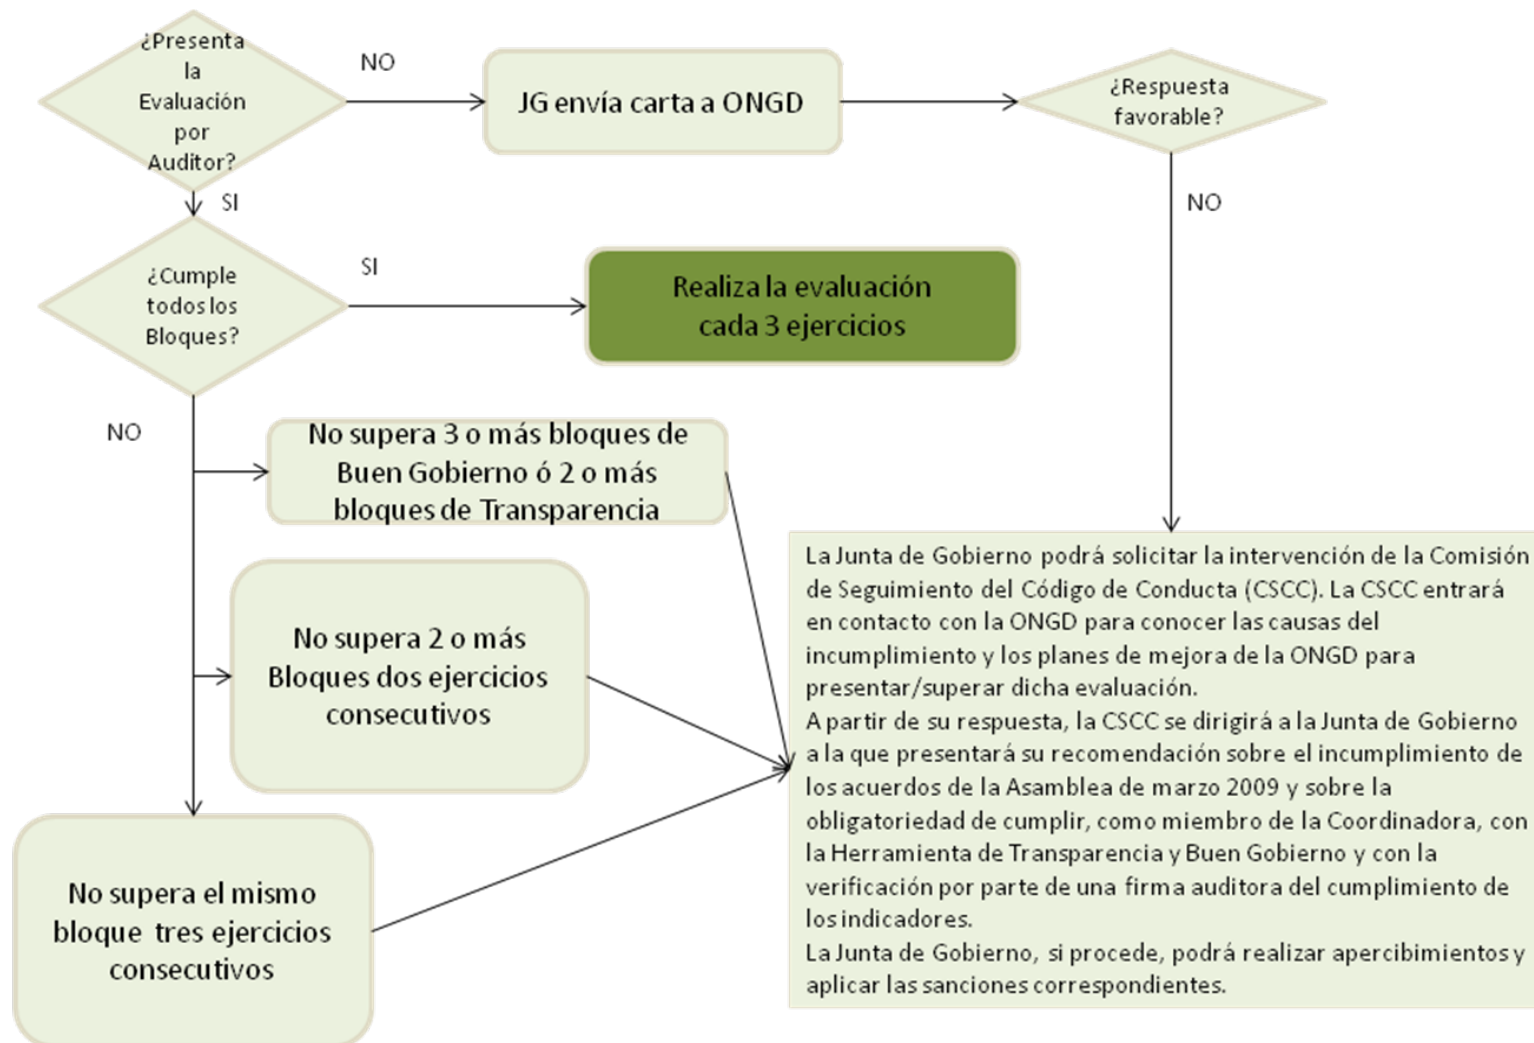 ¿Presenta
la
Evaluación
por
Auditor?
NO
JG envía carta a ONGD
¿Respuesta
favorable?
SI
NO
¿Cumple
todos los
Bloques?
SI
Realiza la evaluación
cada 3 ejercicios
NO
No supera 3 o más bloques de
Buen Gobierno ó 2 o más
bloques de Transparencia
No supera 2 o más
Bloques dos ejercicios
consecutivos
No supera el mismo
bloque tres ejercicios
consecutivos
La Junta de Gobierno podrá solicitar la intervención de la Comisión
de Seguimiento del Código de Conducta (CSCC). La CSCC entrará
en contacto con la ONGD para conocer las causas del
incumplimiento y los planes de mejora de la ONGD para
presentar/superar dicha evaluación.
A partir de su respuesta, la CSCC se dirigirá a la Junta de Gobierno
a la que presentará su recomendación sobre el incumplimiento de
los acuerdos de la Asamblea de marzo 2009 y sobre la
obligatoriedad de cumplir, como miembro de la Coordinadora, con
la Herramienta de Transparencia y Buen Gobierno y con la
verificación por parte de una firma auditora del cumplimiento de
los indicadores.
La Junta de Gobierno, si procede, podrá realizar apercibimientos y
aplicar las sanciones correspondientes.